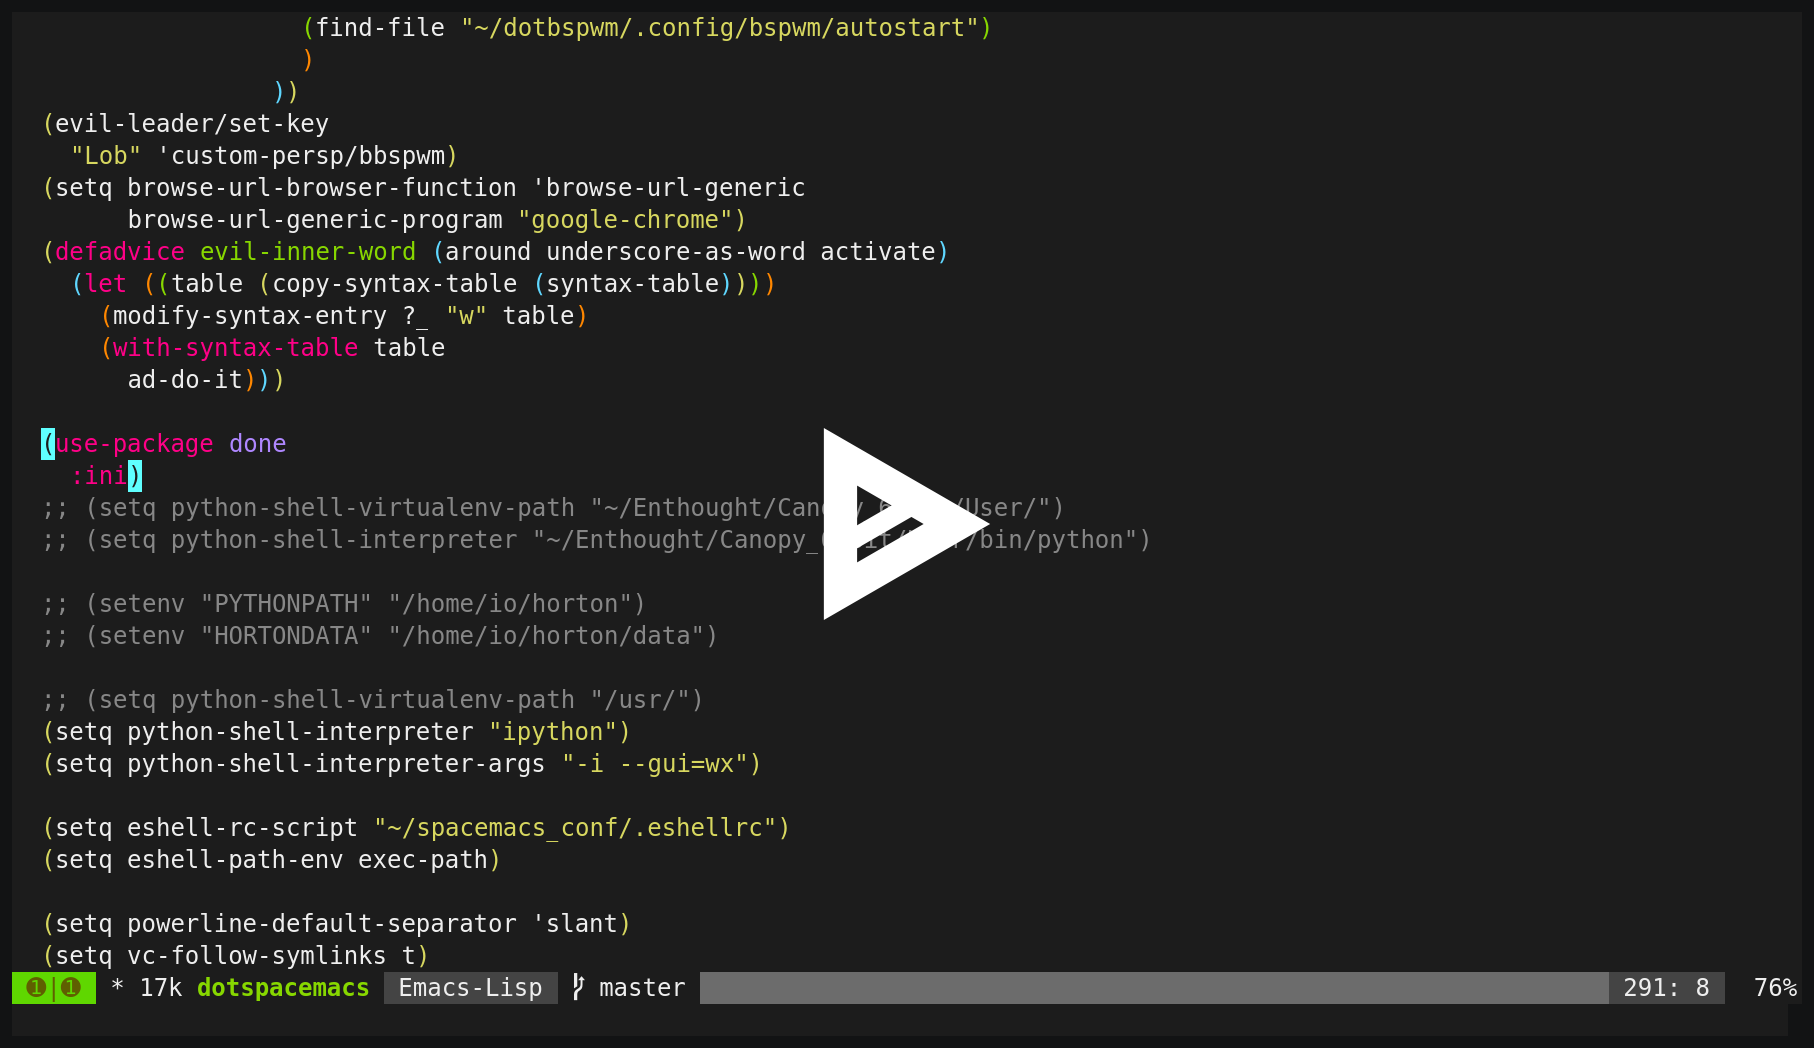 (find-file "~/dotbspwm/.config/bspwm/autostart")
)
))
(evil-leader/set-key
"Lob" 'custom-persp/bbspwm)
(setq browse-url-browser-function 'browse-url-generic
browse-url-generic-program "google-chrome")
(defadvice evil-inner-word (around underscore-as-word activate)
(let ((table (copy-syntax-table (syntax-table))))
(modify-syntax-entry ?_ "w" table)
(with-syntax-table table
ad-do-it)))
(use-package done
:ini)
;; (setq python-shell-virtualenv-path "~/Enthought/ /User/")
;; (setq python-shell-interpreter "~/Enthought/ /bin/python")
;; (setenv "PYTHONPATH" "/home/io/horton")
;; (setenv "HORTONDATA" "/home/io/horton/data")
;; (setq python-shell-virtualenv-path "/usr/")
(setq python-shell-interpreter "ipython")
(setq python-shell-interpreter-args "-i --gui=wx")
(setq eshell-rc-script "~/spacemacs_conf/.eshellrc")
(setq eshell-path-env exec-path)
(setq powerline-default-separator 'slant)
(setq vc-follow-symlinks t)
❶|❶ * 17k dotspacemacs Emacs-Lisp master 291: 8 76%